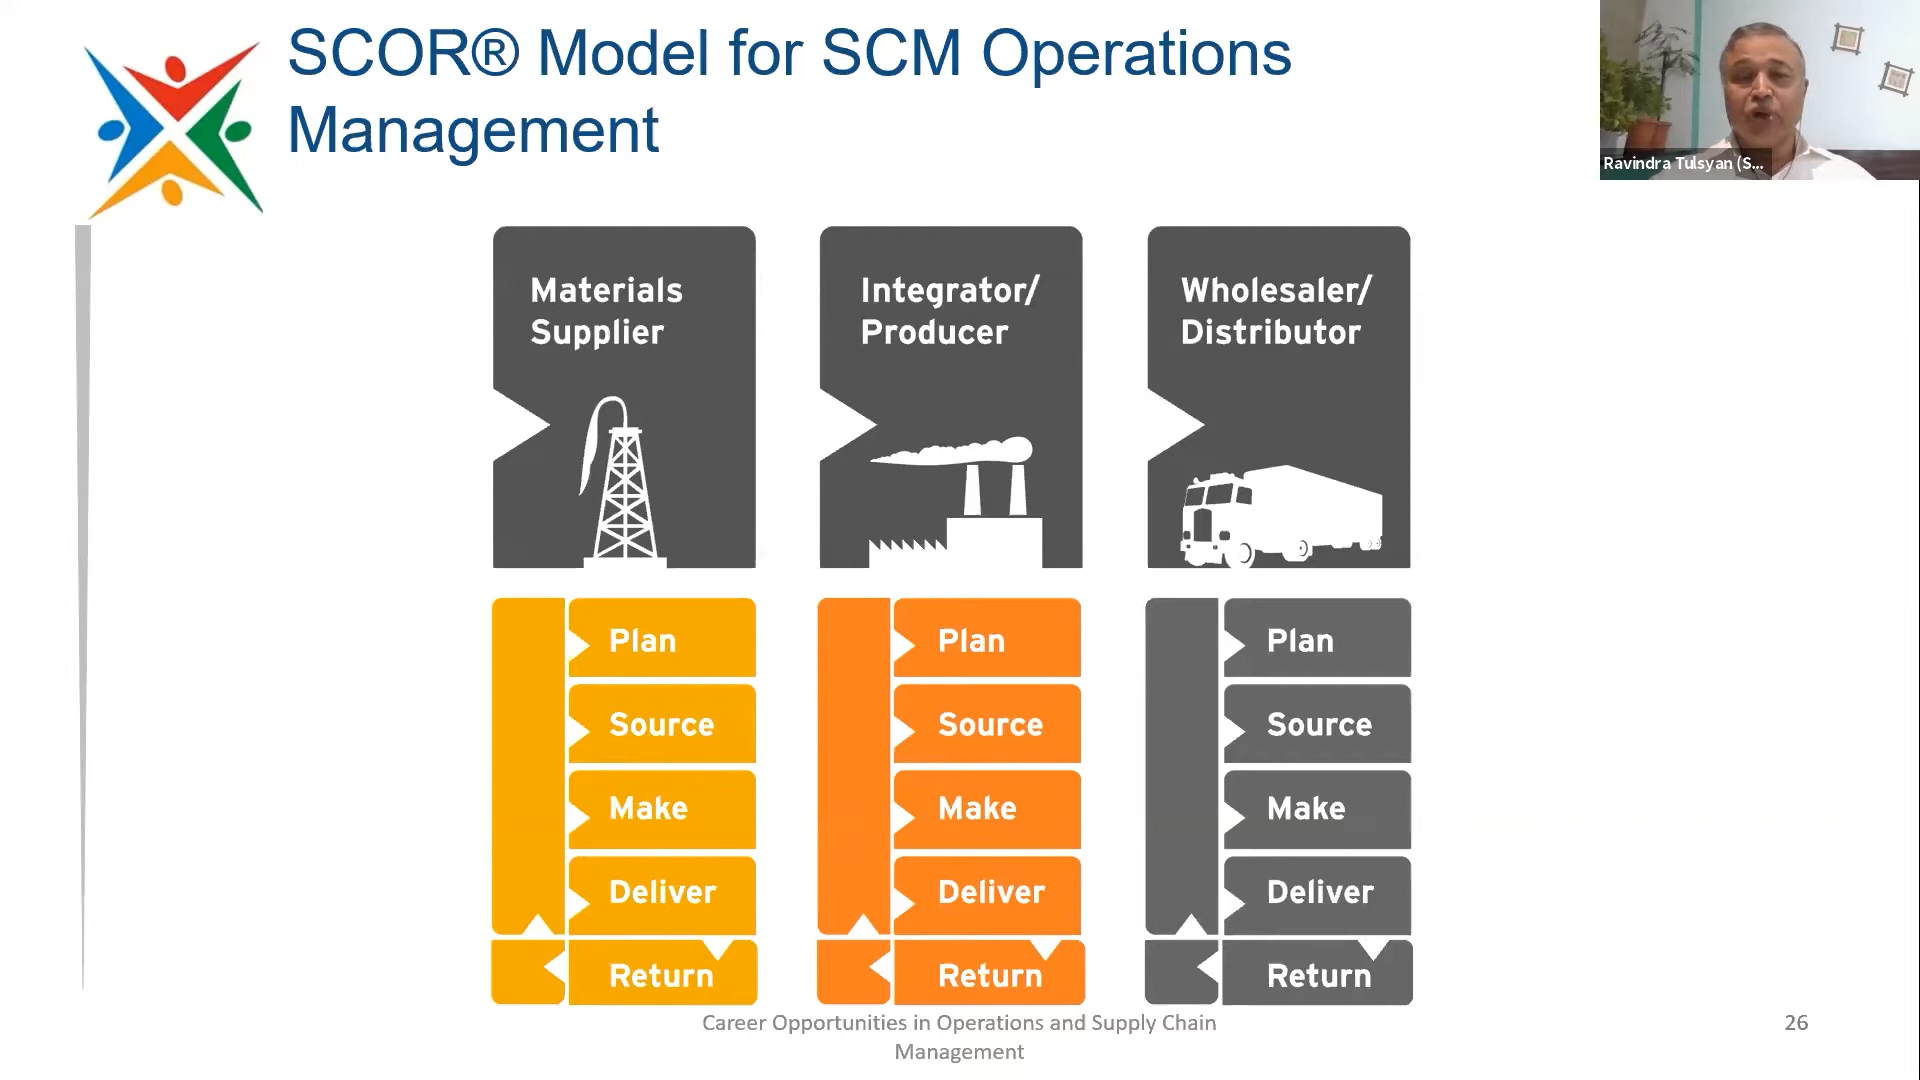 SCOR® Model for SCM Operations
Management
Ravindra Tulsyan (S...
Materials
Supplier
Integrator/
Producer
Wholesaler/
Distributor
Plan
Source
Make
Deliver
Return
Plan
Source
Make
Deliver
Return
Plan
Source
Make
Deliver
Return
Career Opportunities in Operations and Supply Chain
Management
26